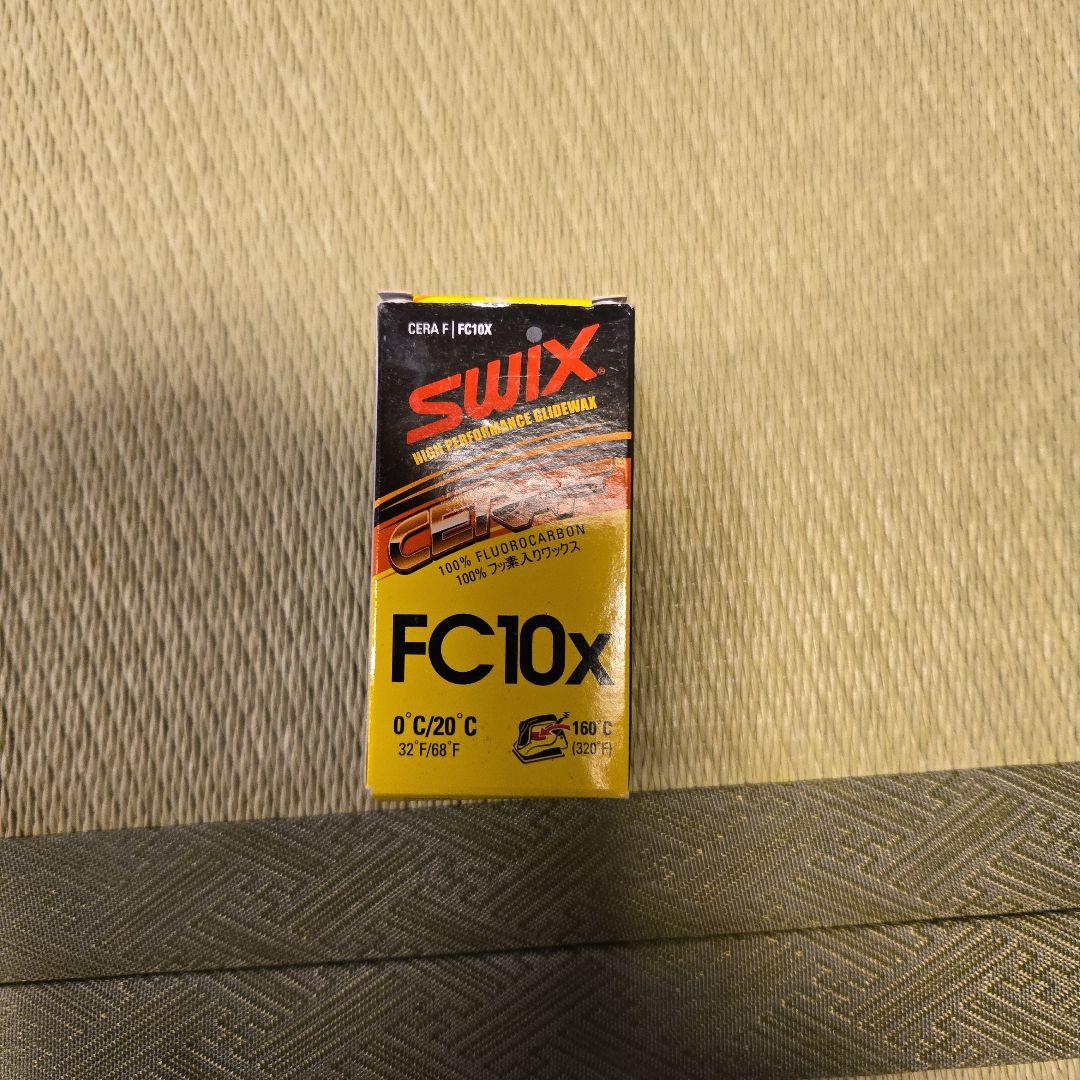 CERA F | FC10X
SWIX®
HIGH PERFORMANCE GLIDEWAX
CERA F
100% FLUOROCARBON
100% フッ素入りワックス
FC10x
0°C/20°C
32°F/68°F
160°C
(320°F)